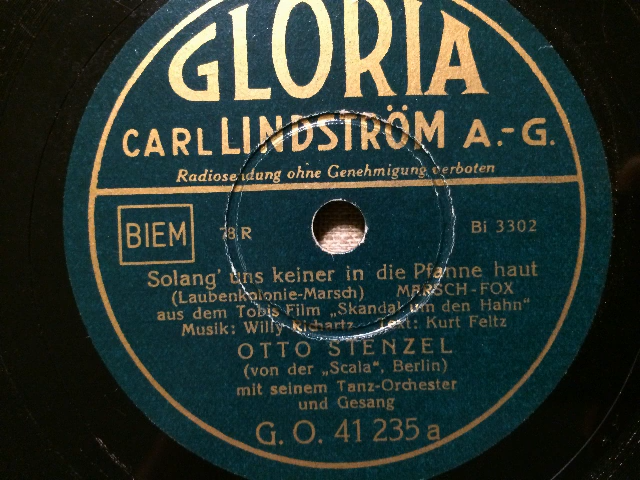 GLORIA
CARL LINDSTRÖM A.-G.
Radiosendung ohne Genehmigung verboten
BIEM 78 R Bi 3302
Solang' uns keiner in die Pfanne haut
(Laubenkolonie-Marsch) MARSCH-FOX
aus dem Tobis Film „Skandal um den Hahn"
Musik: Willy Richartz Text: Kurt Feltz
OTTO STENZEL
(von der „Scala", Berlin)
mit seinem Tanz-Orchester
und Gesang
G. O. 41 235 a